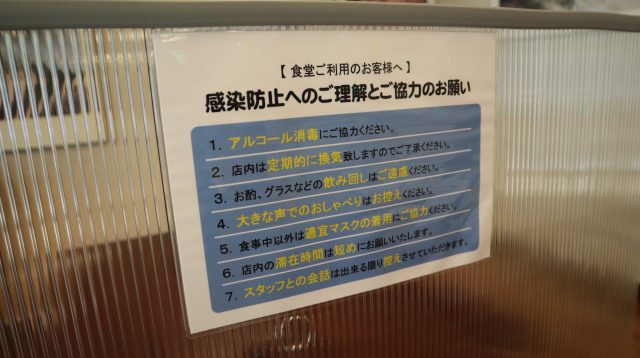 【 食堂ご利用のお客様へ 】
感染防止へのご理解とご協力のお願い
1. アルコール消毒にご協力ください。
2. 店内は定期的に換気致しますのでご了承ください。
3. お酌、グラスなどの飲み回しはご遠慮ください。
4. 大きな声でのおしゃべりはお控えください。
5. 食事中以外は適宜マスクの着用にご協力ください。
6. 店内の滞在時間は短めにお願いいたします。
7. スタッフとの会話は出来る限り控えさせていただきます。